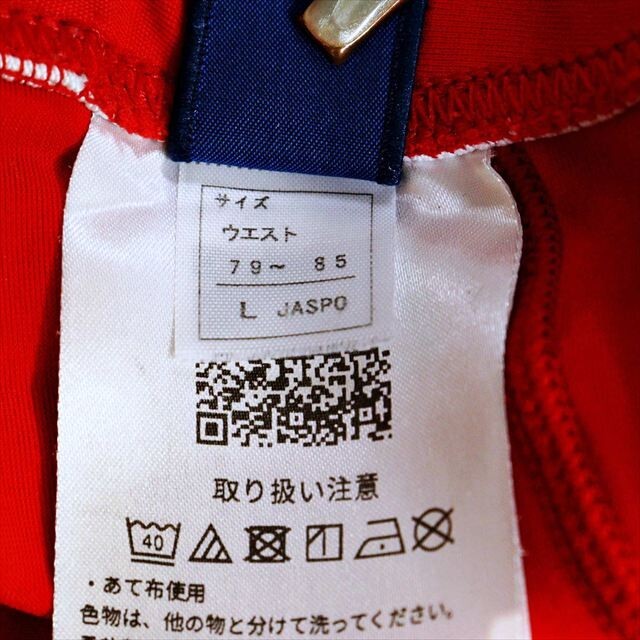 サイズ
ウエスト
79～ 85
L JASPO
取り扱い注意
40
・あて布使用
色物は、他の物と分けて洗ってください。